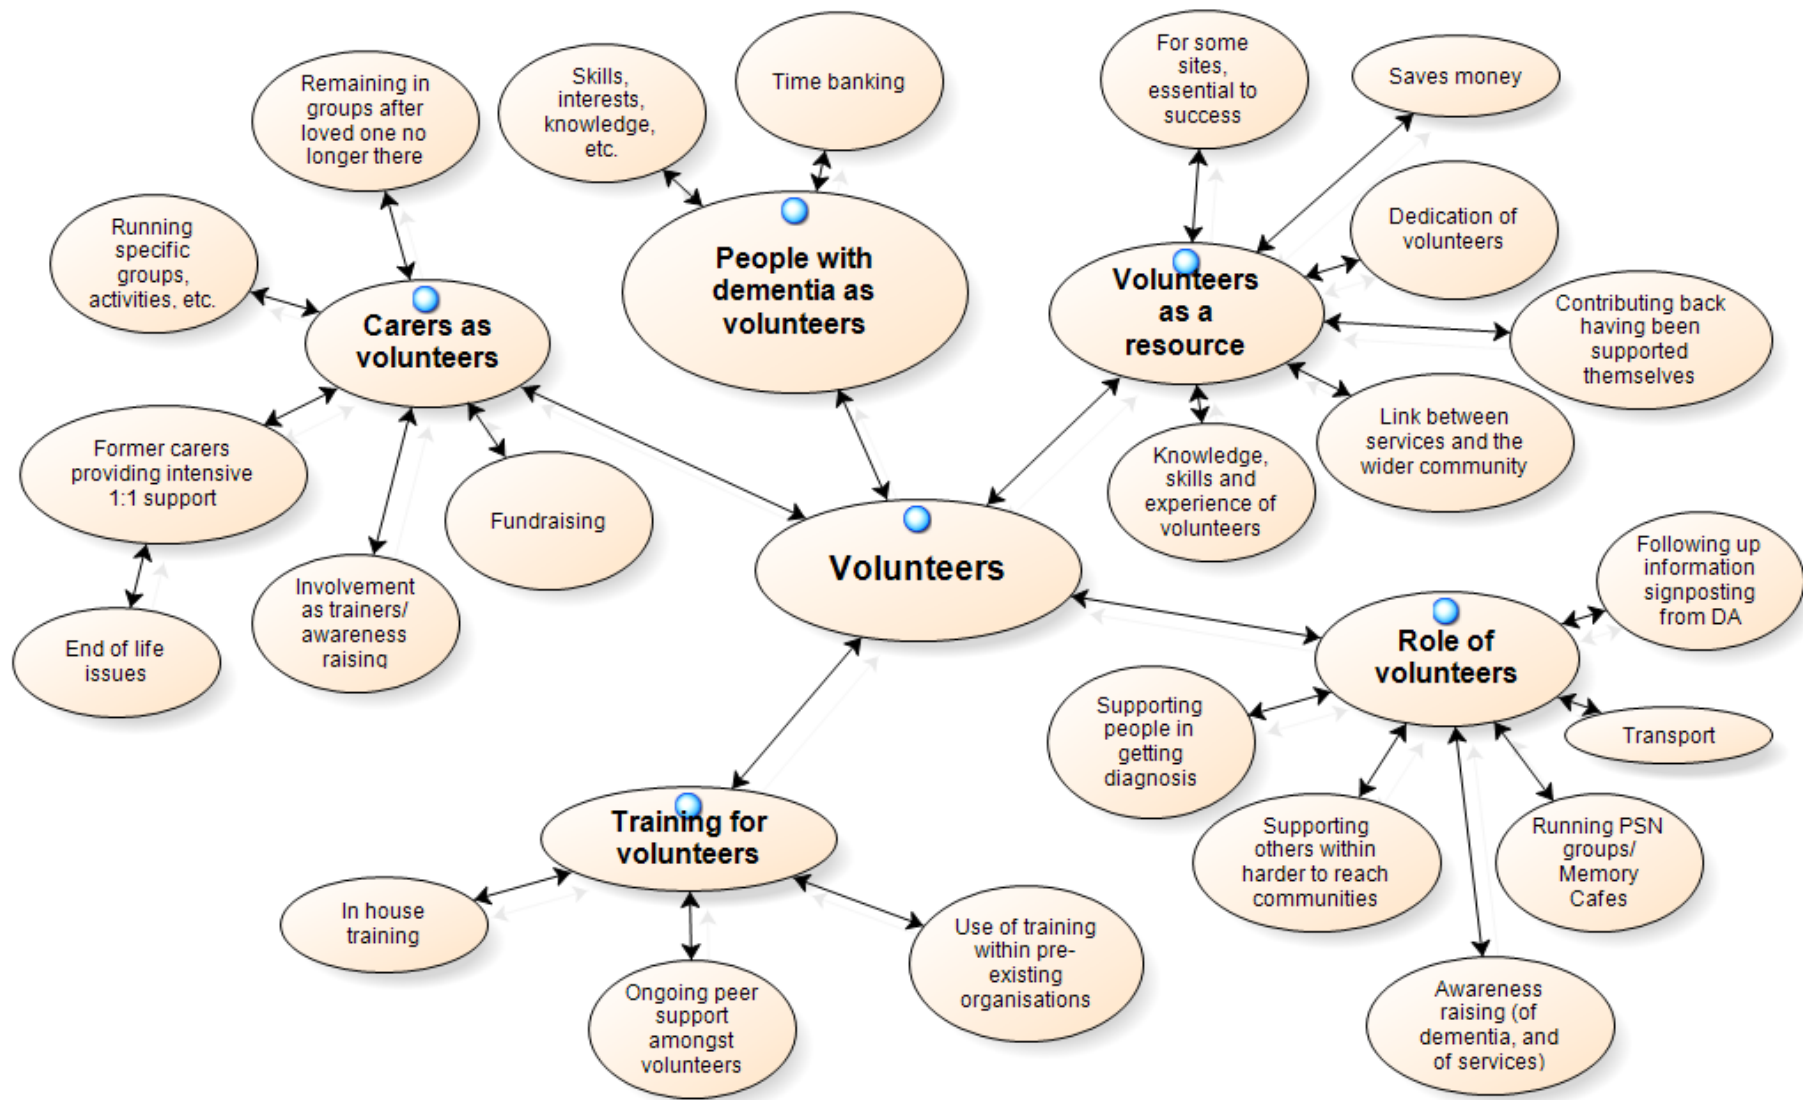 Remaining in
groups after
loved one no
longer there
Skills,
interests,
knowledge,
etc.
Time banking
For some
sites,
essential to
success
Saves money
Running
specific
groups,
activities, etc.
Carers as
volunteers
People with
dementia as
volunteers
Volunteers
as a
resource
Dedication of
volunteers
Contributing back
having been
supported
themselves
Link between
services and the
wider community
Knowledge,
skills and
experience of
volunteers
Former carers
providing intensive
1:1 support
Fundraising
Involvement
as trainers/
awareness
raising
End of life
issues
Volunteers
Following up
information
signposting
from DA
Role of
volunteers
Transport
Supporting
people in
getting
diagnosis
Supporting
others within
harder to reach
communities
Running PSN
groups/
Memory
Cafes
Awareness
raising (of
dementia, and
of services)
Training for
volunteers
In house
training
Ongoing peer
support
amongst
volunteers
Use of training
within pre-
existing
organisations